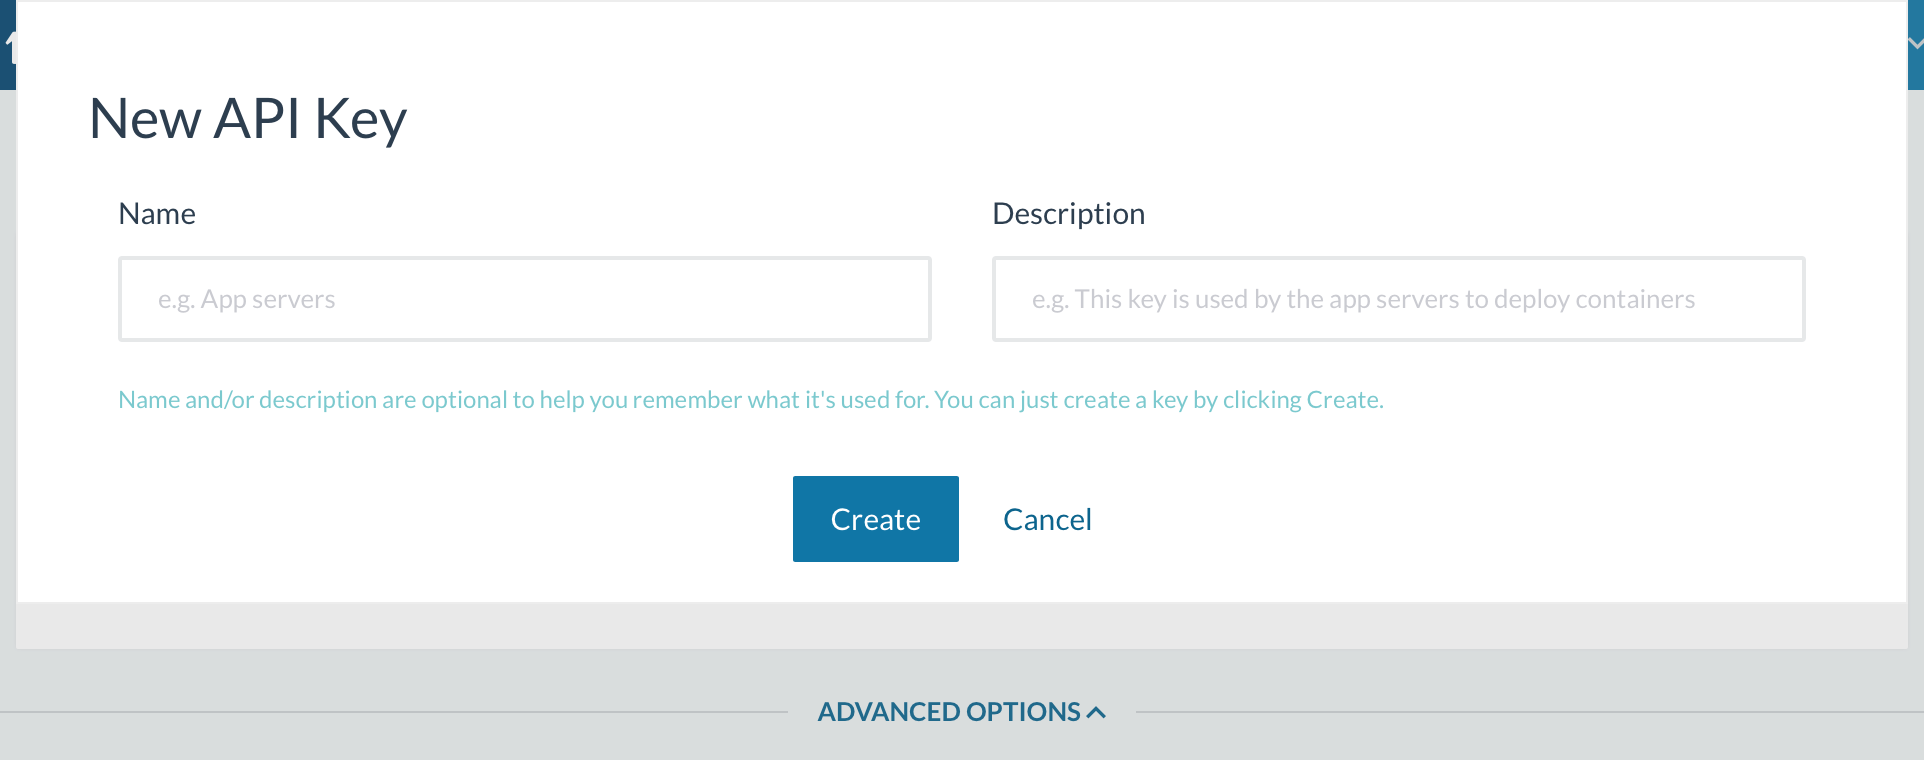 New API Key
Name
Description
e.g. App servers
e.g. This key is used by the app servers to deploy containers
Name and/or description are optional to help you remember what it's used for. You can just create a key by clicking Create.
Create
Cancel
ADVANCED OPTIONS